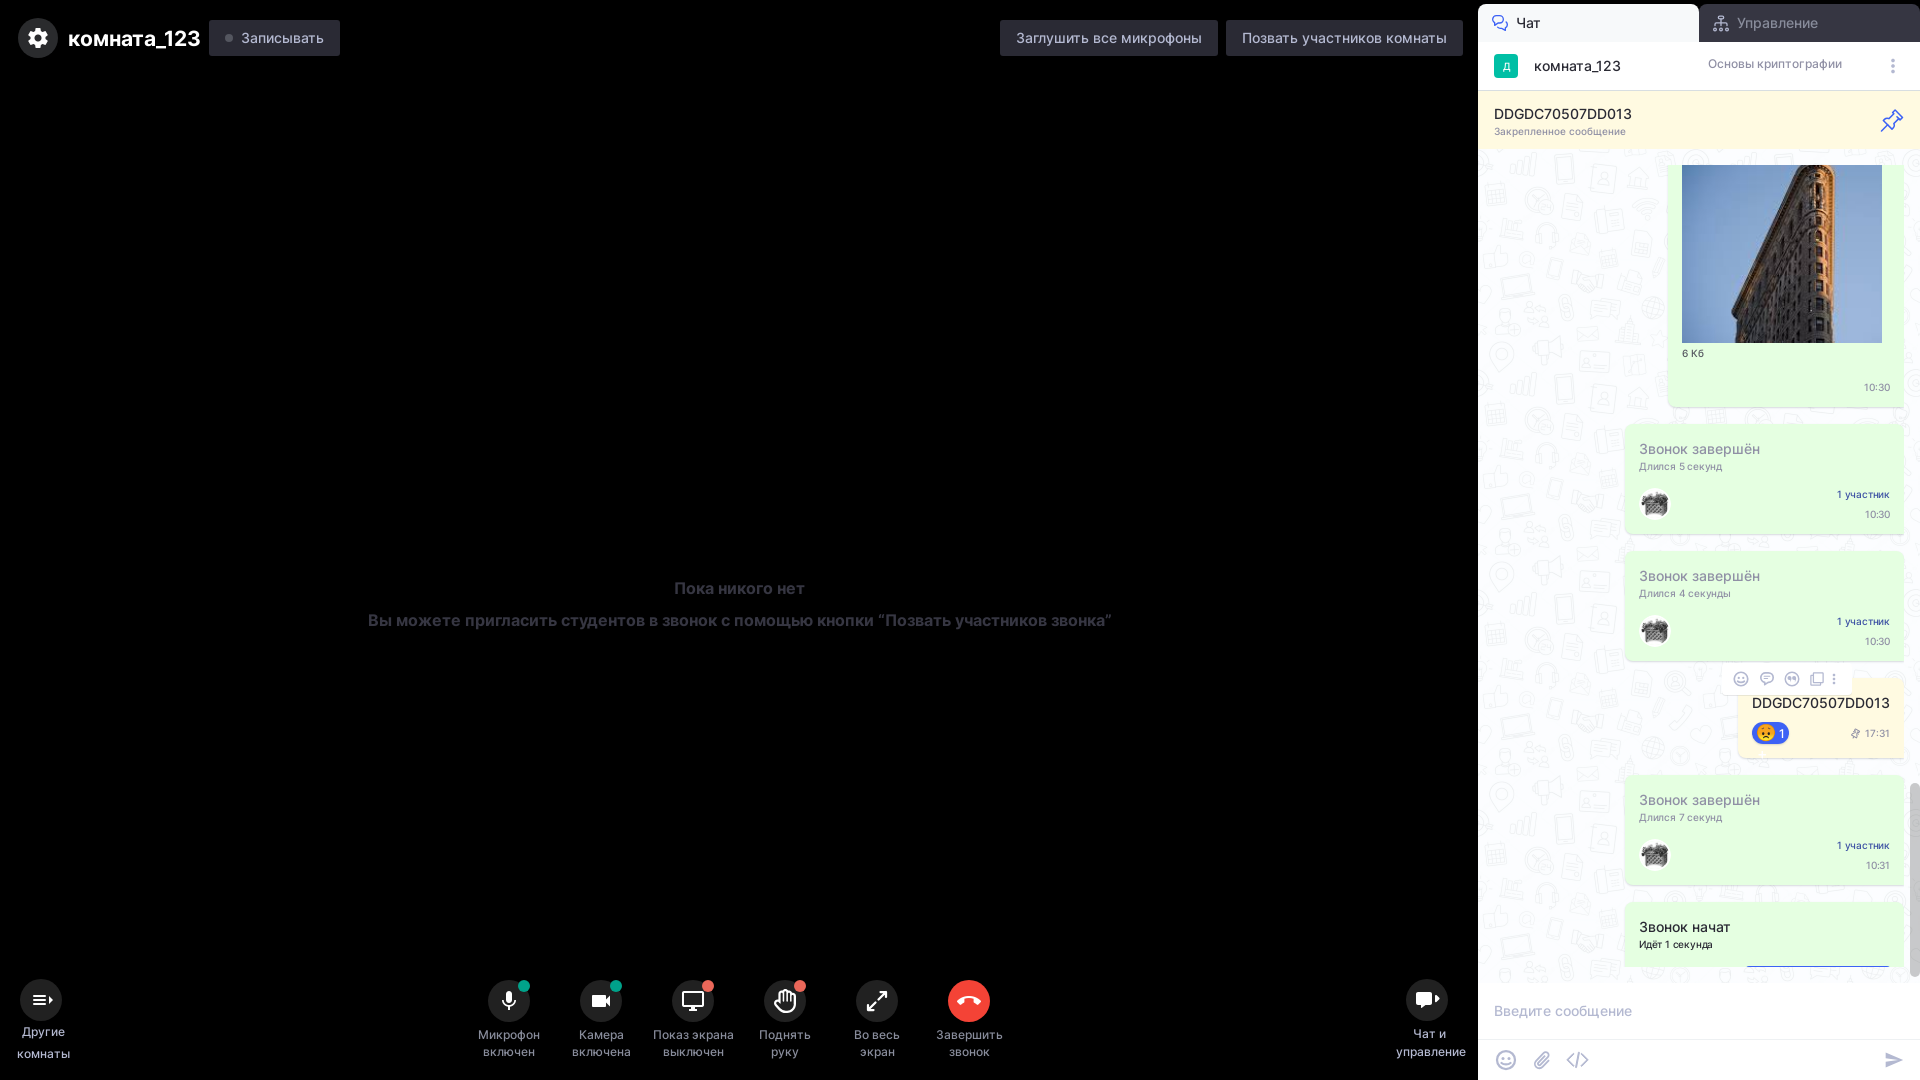 комната_123
Записывать
Заглушить все микрофоны
Позвать участников комнаты
Пока никого нет
Вы можете пригласить студентов в звонок с помощью кнопки “Позвать участников звонка”
Другие
комнаты
Микрофон
включен
Камера
включена
Показ экрана
выключен
Поднять
руку
Во весь
экран
Завершить
звонок
Чат и
управление
Чат
Управление
Д
комната_123
Основы криптографии
DDGDC70507DD013
Закрепленное сообщение
6 Кб
10:30
Звонок завершён
Длился 5 секунд
1 участник
10:30
Звонок завершён
Длился 4 секунды
1 участник
10:30
DDGDC70507DD013
1
17:31
Звонок завершён
Длился 7 секунд
1 участник
10:31
Звонок начат
Идёт 1 секунда
Введите сообщение